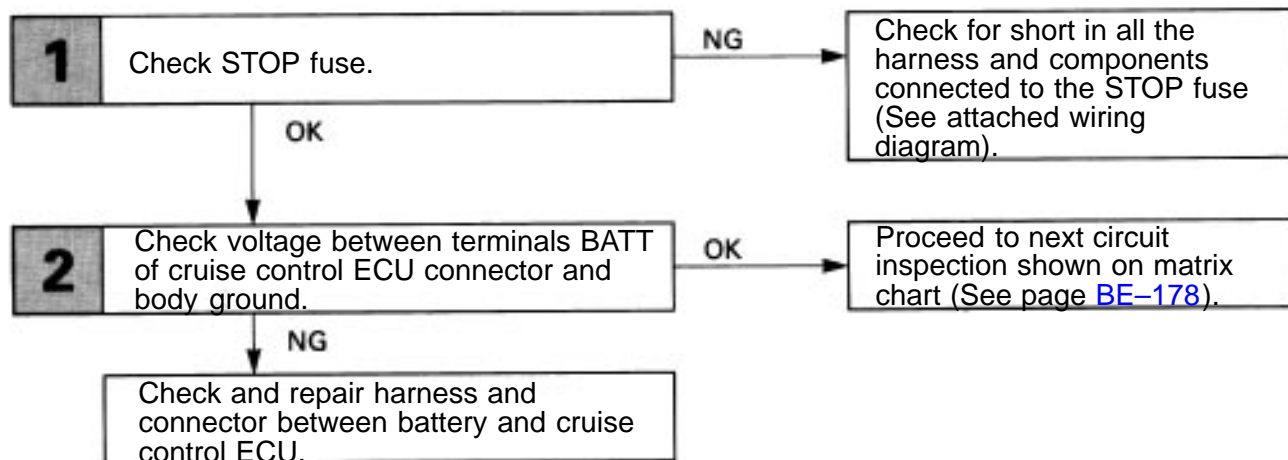 1
Check STOP fuse.
NG
Check for short in all the
harness and components
connected to the STOP fuse
(See attached wiring
diagram).
OK
2
Check voltage between terminals BATT
of cruise control ECU connector and
body ground.
OK
Proceed to next circuit
inspection shown on matrix
chart (See page BE–178).
NG
Check and repair harness and
connector between battery and cruise
control ECU.